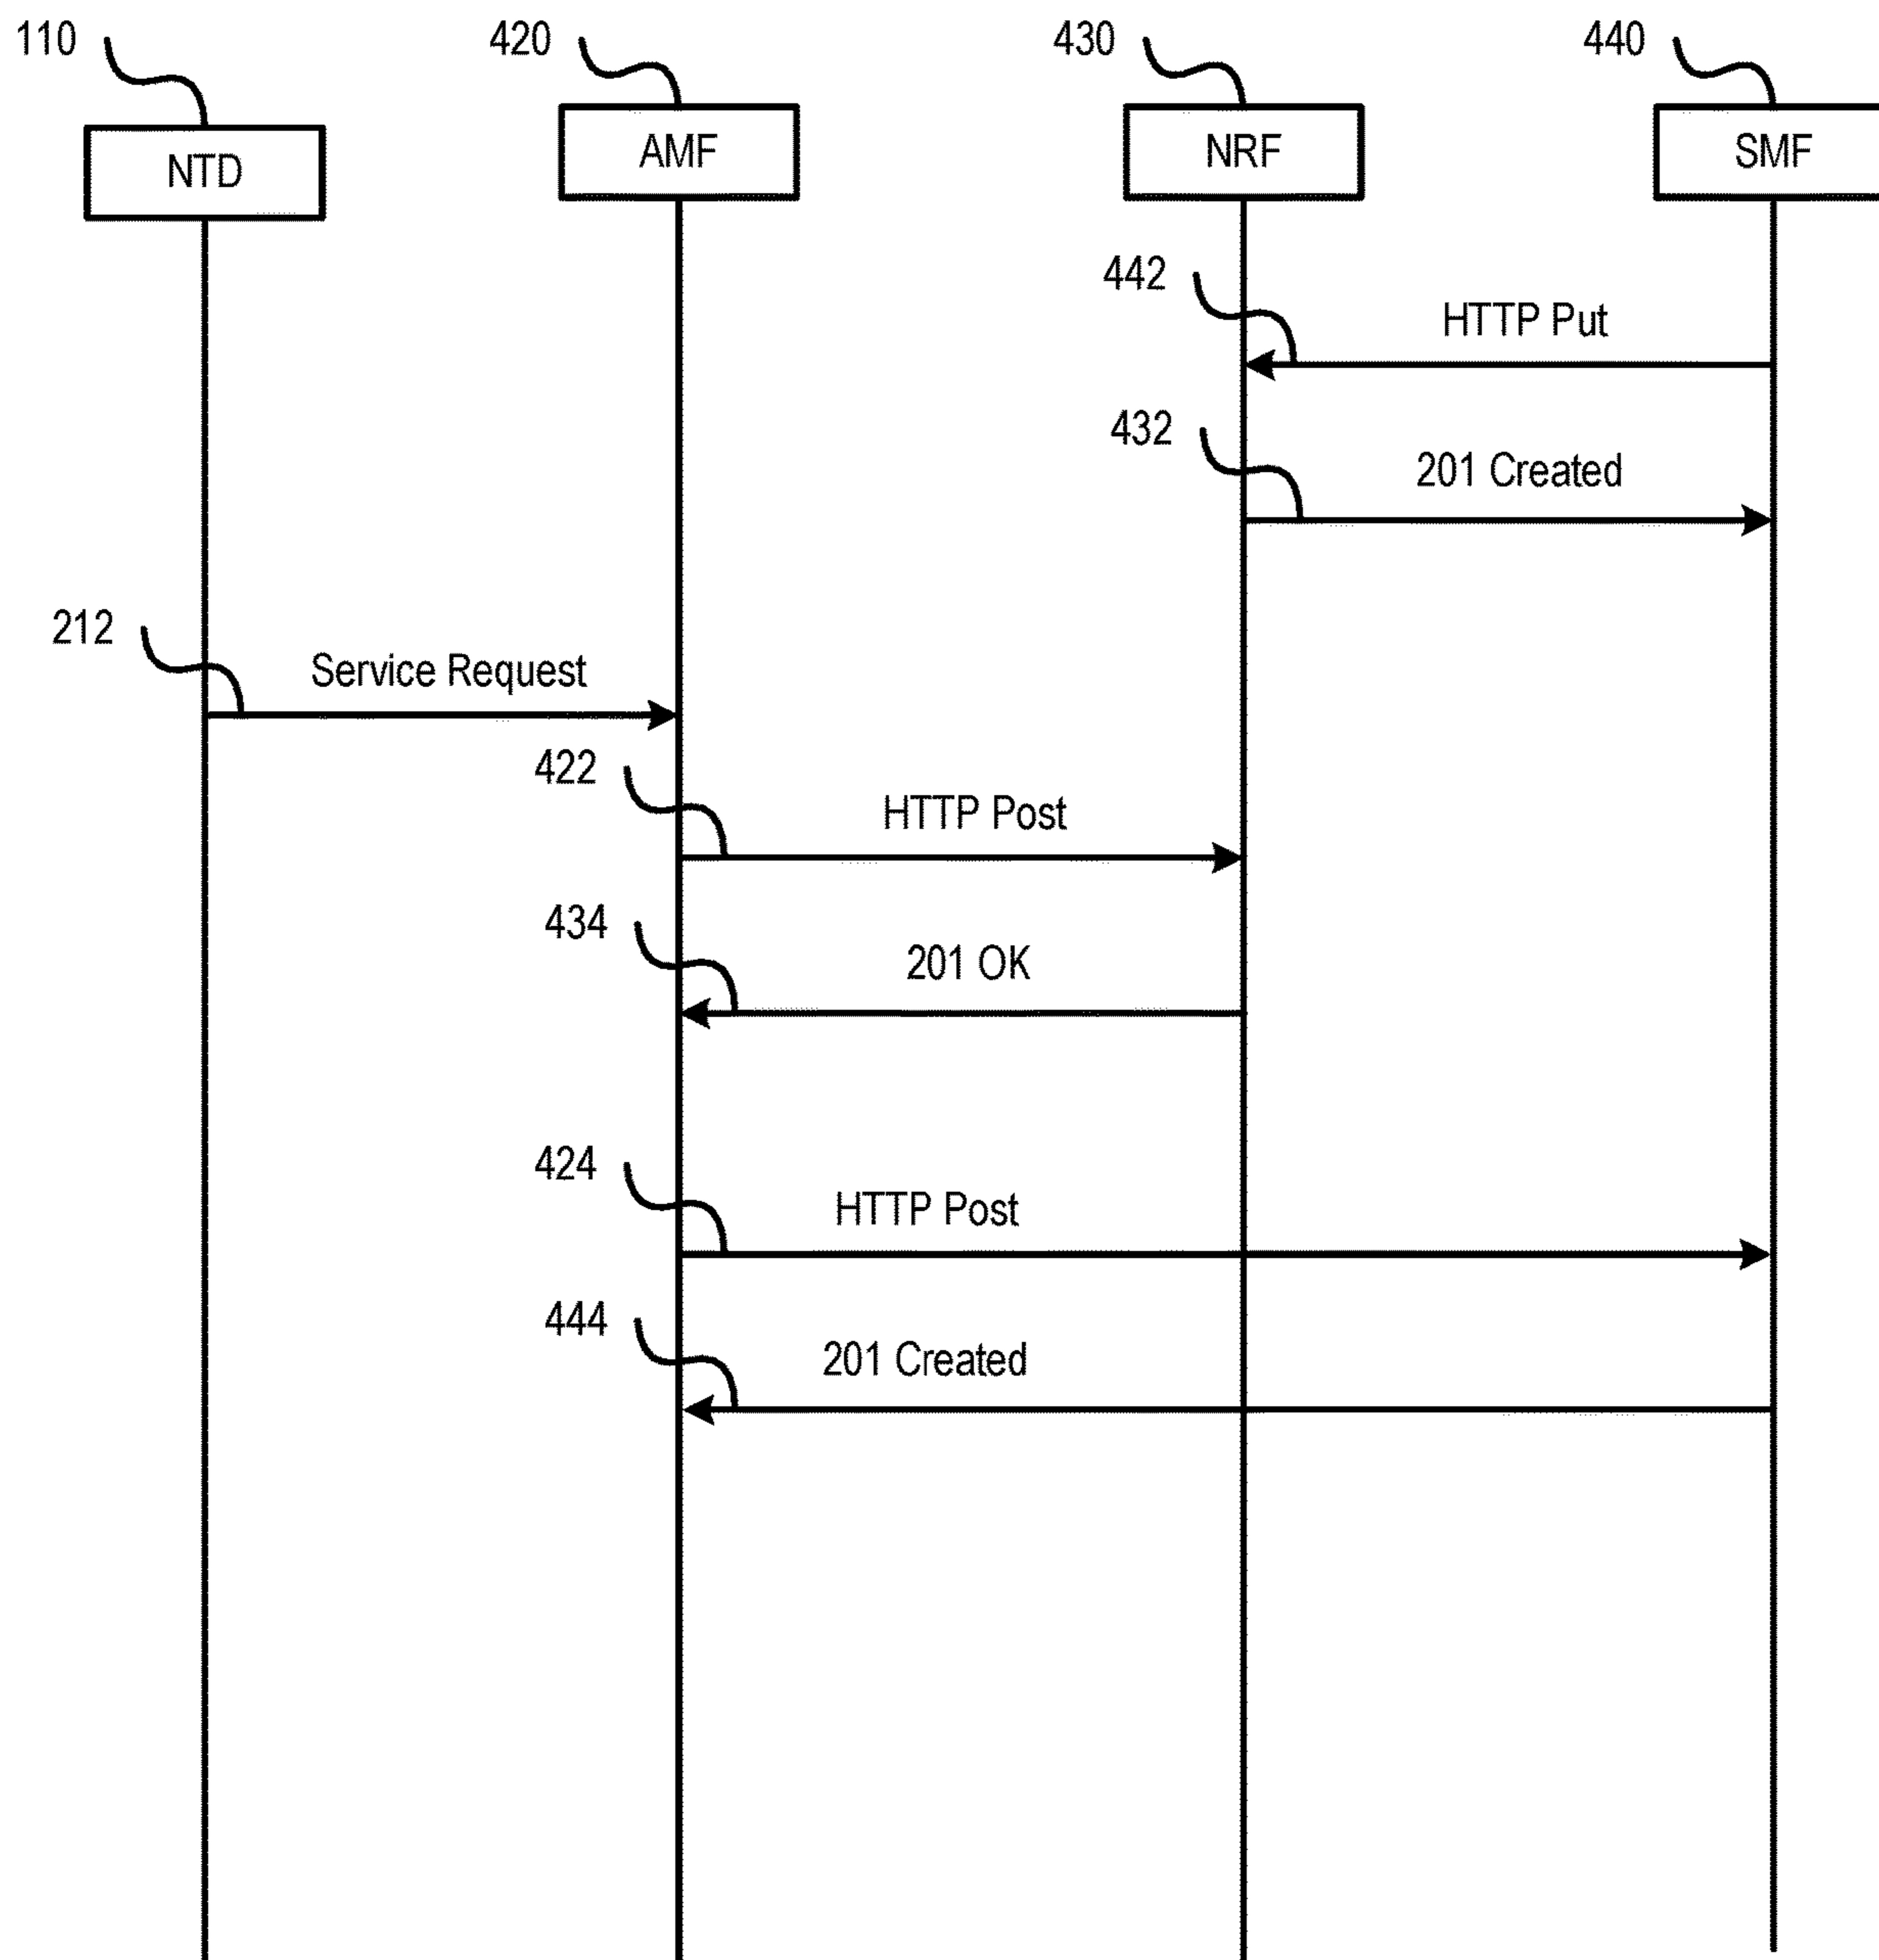 110
420
430
440
NTD
AMF
NRF
SMF
442
HTTP Put
432
201 Created
212
Service Request
422
HTTP Post
434
201 OK
424
HTTP Post
444
201 Created